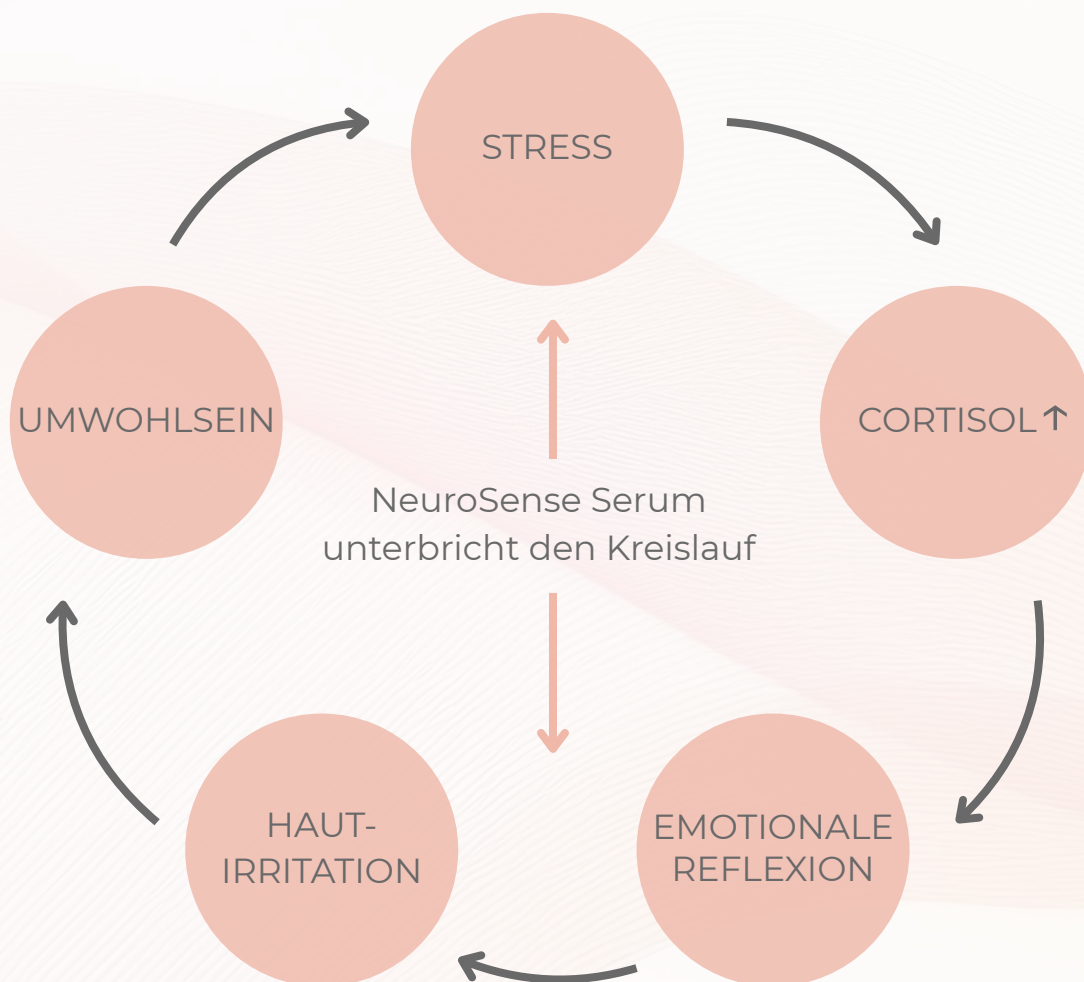 STRESS
CORTISOL ↑
UMWOHLSEIN
NeuroSense Serum
unterbricht den Kreislauf
HAUT-
IRRITATION
EMOTIONALE
REFLEXION